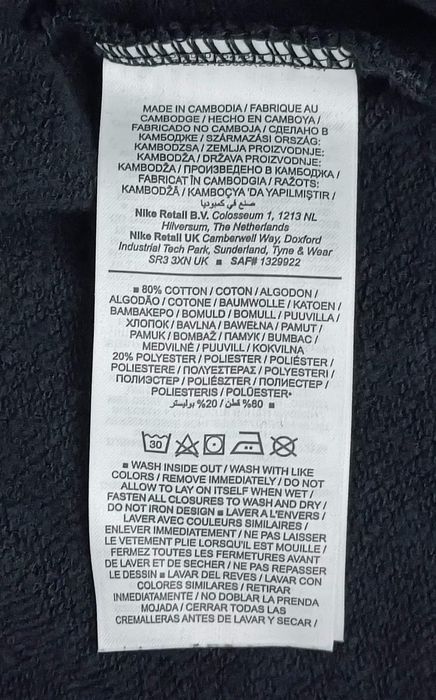 MADE IN CAMBODIA / FABRIQUE AU
CAMBODGE / HECHO EN CAMBOYA /
FABRICADO NO CAMBOJA / СДЕЛАНО В
КАМБОДЖЕ / SZÁRMAZÁSI ORSZÁG:
KAMBODZSA / ZEMLJA PROIZVODNJE:
KAMBODŽA / DRŽAVA PROIZVODNJE:
KAMBODŽA / ПРОИЗВЕДЕНО В КАМБОДЖА /
FABRICAT ÎN CAMBODGIA / RAŽOTS:
KAMBODŽĀ / KAMBOÇYA`DA YAPILMIŞTIR /
صنع في كمبوديا
Nike Retail B.V. Colosseum 1, 1213 NL
Hilversum, The Netherlands
Nike Retail UK Camberwell Way, Doxford
Industrial Tech Park, Sunderland, Tyne & Wear
SR3 3XN UK ■ SAF# 1329922
■ 80% COTTON / COTON / ALGODON /
ALGODÃO / COTONE / BAUMWOLLE / KATOEN /
ΒΑΜΒΑΚΕΡΟ / BOMULD / BOMULL / PUUVILLA /
ХЛОПОК / BAVLNA / BAWEŁNA / PAMUT /
PAMUK / BOMBAŽ / ПАМУК / BUMBAC /
MEDVILNĖ / PUUVILL / KOKVILNA
20% POLYESTER / POLIESTER / POLIÉSTER /
POLIESTERE / ΠΟΛΥΕΣΤΕΡΑΣ / POLYESTERI /
ПОЛИЭСТЕР / POLIÉSZTER / ПОЛИЕСТЕР /
POLIESTERIS / POLÜESTER•
80% قطن / 20% بوليستر ■
30
■ WASH INSIDE OUT / WASH WITH LIKE
COLORS / REMOVE IMMEDIATELY / DO NOT
ALLOW TO LAY ON ITSELF WHEN WET /
FASTEN ALL CLOSURES TO WASH AND DRY /
DO NOT IRON DESIGN ■ LAVER A L'ENVERS /
LAVER AVEC COULEURS SIMILAIRES /
ENLEVER IMMEDIATEMENT / NE PAS LAISSER
LE VETEMENT PLIE LORSQU'IL EST MOUILLE /
FERMEZ TOUTES LES FERMETURES AVANT
DE LAVER ET DE SECHER / NE PAS REPASSER
LE DESSIN ■ LAVAR DEL REVES / LAVAR CON
COLORES SIMILARES / RETIRAR
INMEDIATAMENTE / NO DOBLAR LA PRENDA
MOJADA / CERRAR TODAS LAS
CREMALLERAS ANTES DE LAVAR Y SECAR /